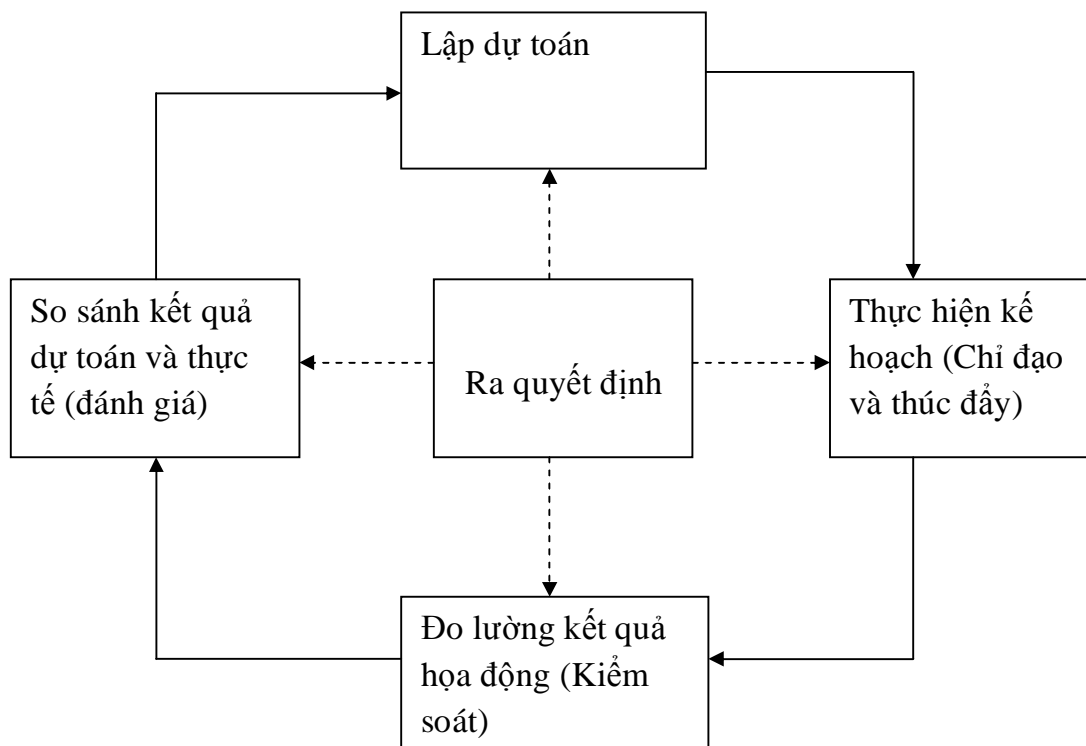 Lập dự toán
So sánh kết quả
dự toán và thực
tế (đánh giá)
Ra quyết định
Thực hiện kế
hoạch (Chỉ đạo
và thúc đẩy)
Đo lường kết quả
họa động (Kiểm
soát)